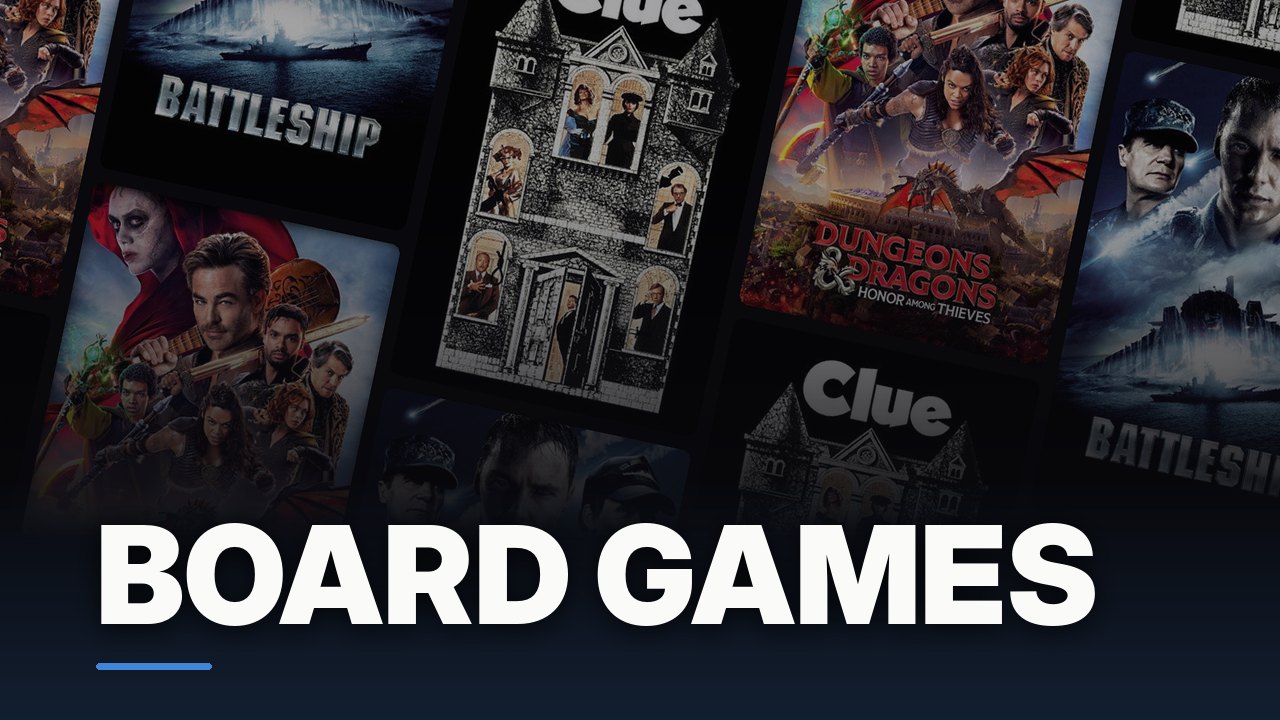 Clue
BATTLESHIP
DUNGEONS
& DRAGONS
HONOR AMONG THIEVES
Clue
BATTLESHI
BOARD GAMES